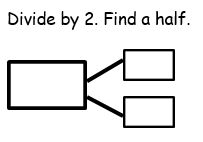 Divide by 2. Find a half.